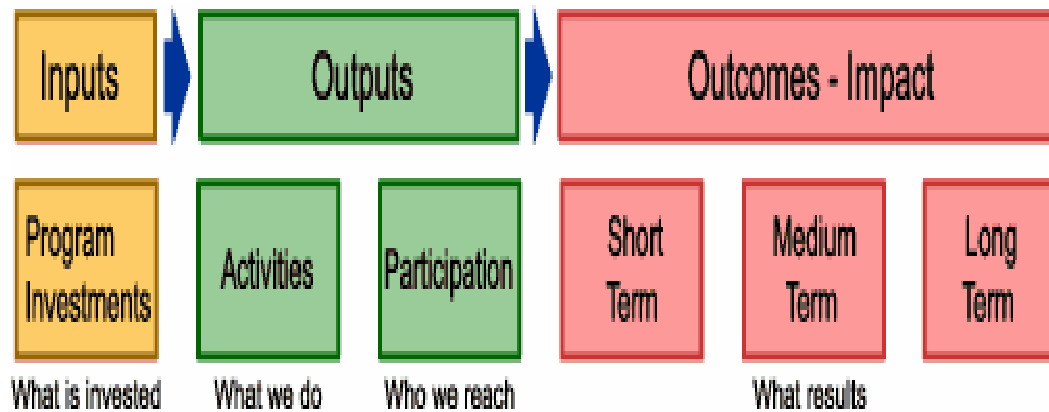 Inputs
Outputs
Outcomes - Impact
Program
Investments
Activities
Participation
Short
Term
Medium
Term
Long
Term
What is invested
What we do
Who we reach
What results